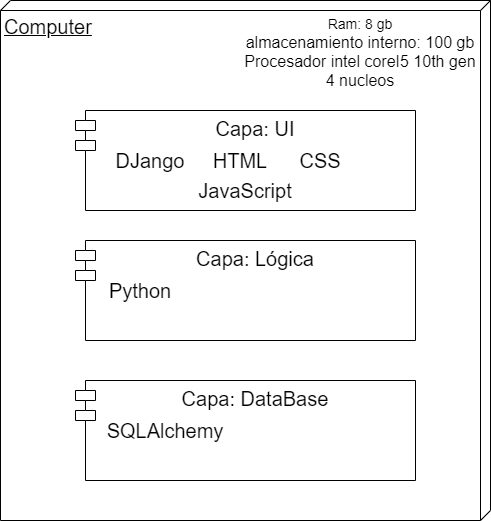 Computer
Ram: 8 gb
almacenamiento interno: 100 gb
Procesador intel coreI5 10th gen
4 nucleos
Capa: UI
DJango HTML CSS
JavaScript
Capa: Lógica
Python
Capa: DataBase
SQLAlchemy